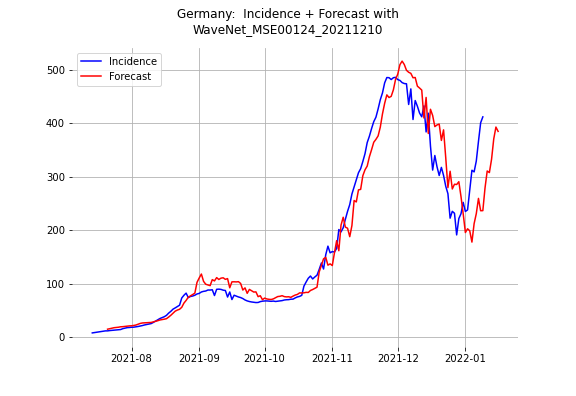 Germany:  Incidence + Forecast with
WaveNet_MSE00124_20211210
Incidence
Forecast
500
400
300
200
100
0
2021-08 2021-09 2021-10 2021-11 2021-12 2022-01